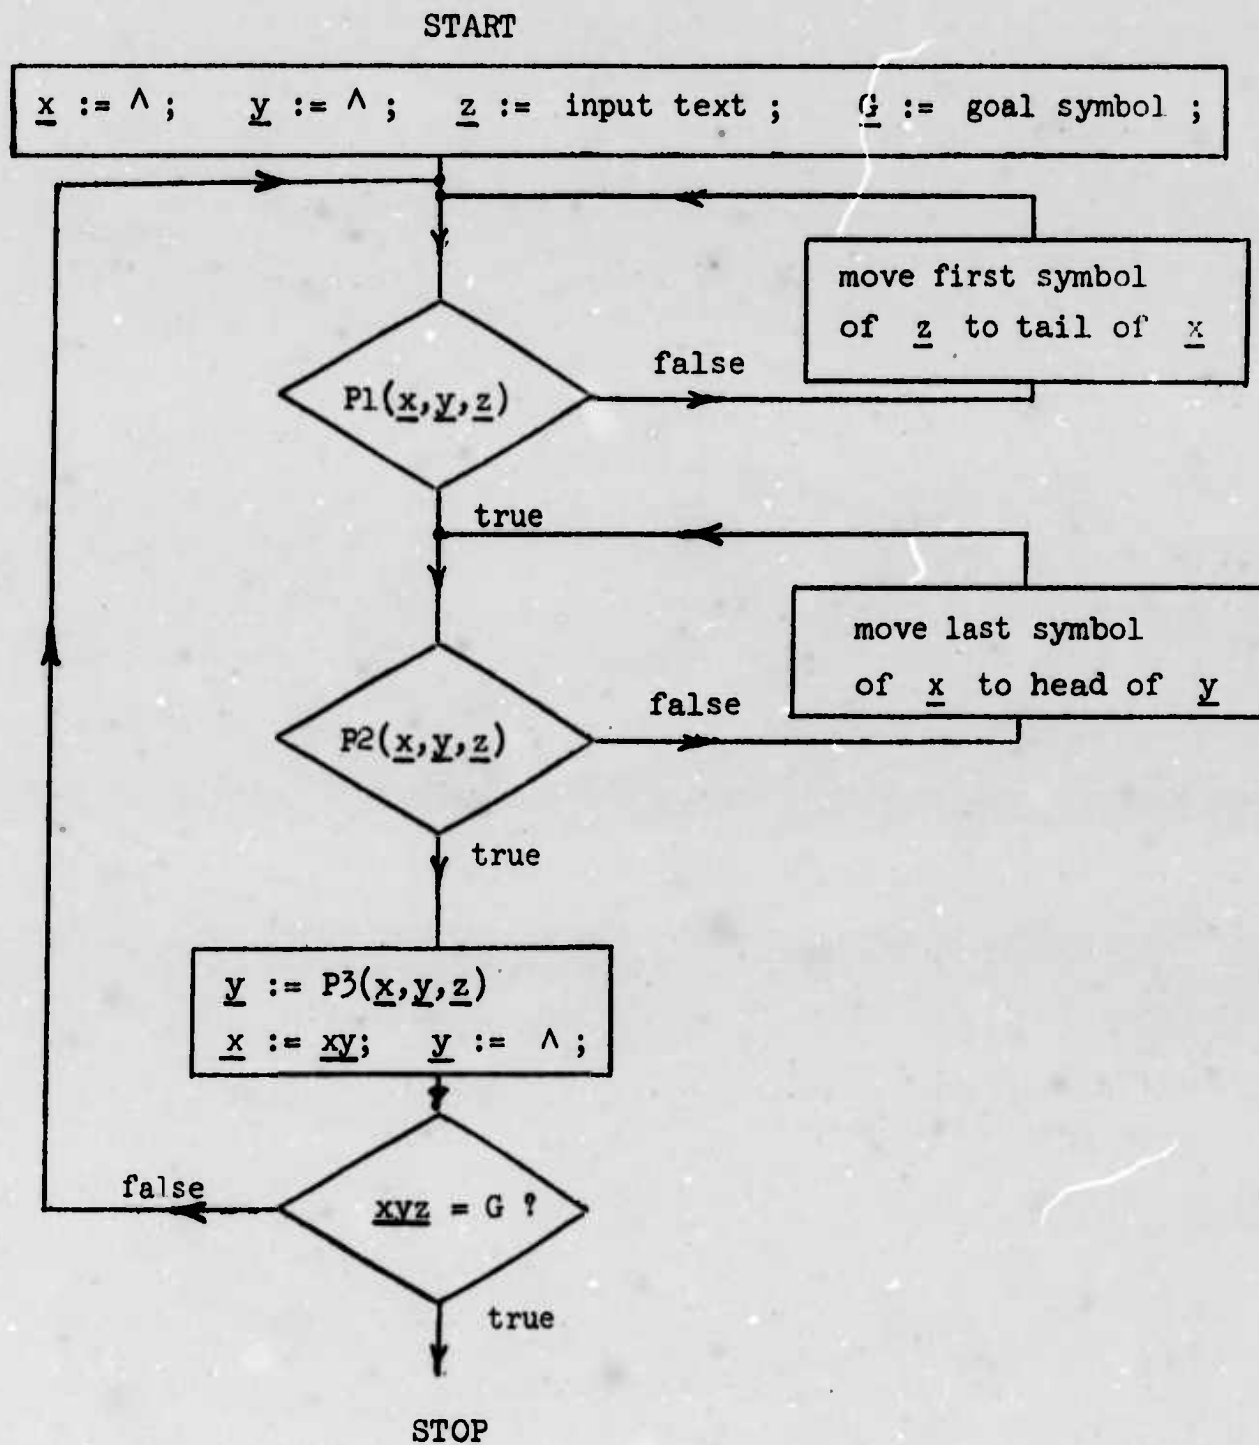 START
x := ^ ; y := ^ ; z := input text ; G := goal symbol ;
move first symbol
of z to tail of x
false
P1(x,y,z)
true
move last symbol
of x to head of y
false
P2(x,y,z)
true
y := P3(x,y,z)
x := xy; y := ^ ;
false
xyz = G ?
true
STOP